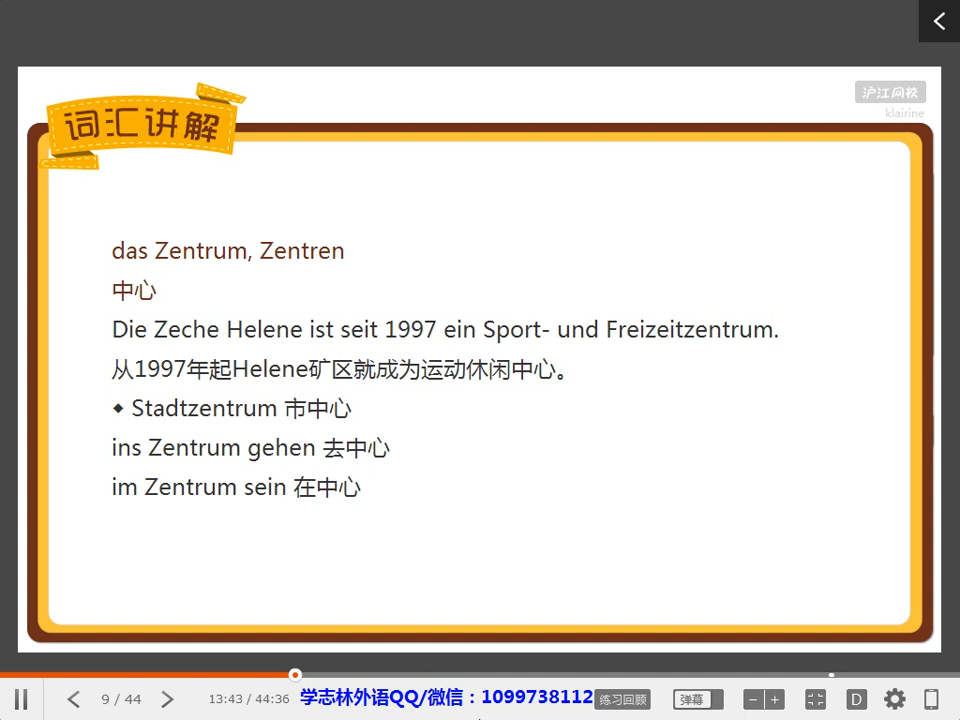 沪江网校
klairine
词汇讲解
das Zentrum, Zentren
中心
Die Zeche Helene ist seit 1997 ein Sport- und Freizeitzentrum.
从1997年起Helene矿区就成为运动休闲中心。
◆ Stadtzentrum 市中心
ins Zentrum gehen 去中心
im Zentrum sein 在中心
9 / 44 13:43 / 44:36 学志林外语QQ/微信：1099738112 练习回顾 弹幕 − + D